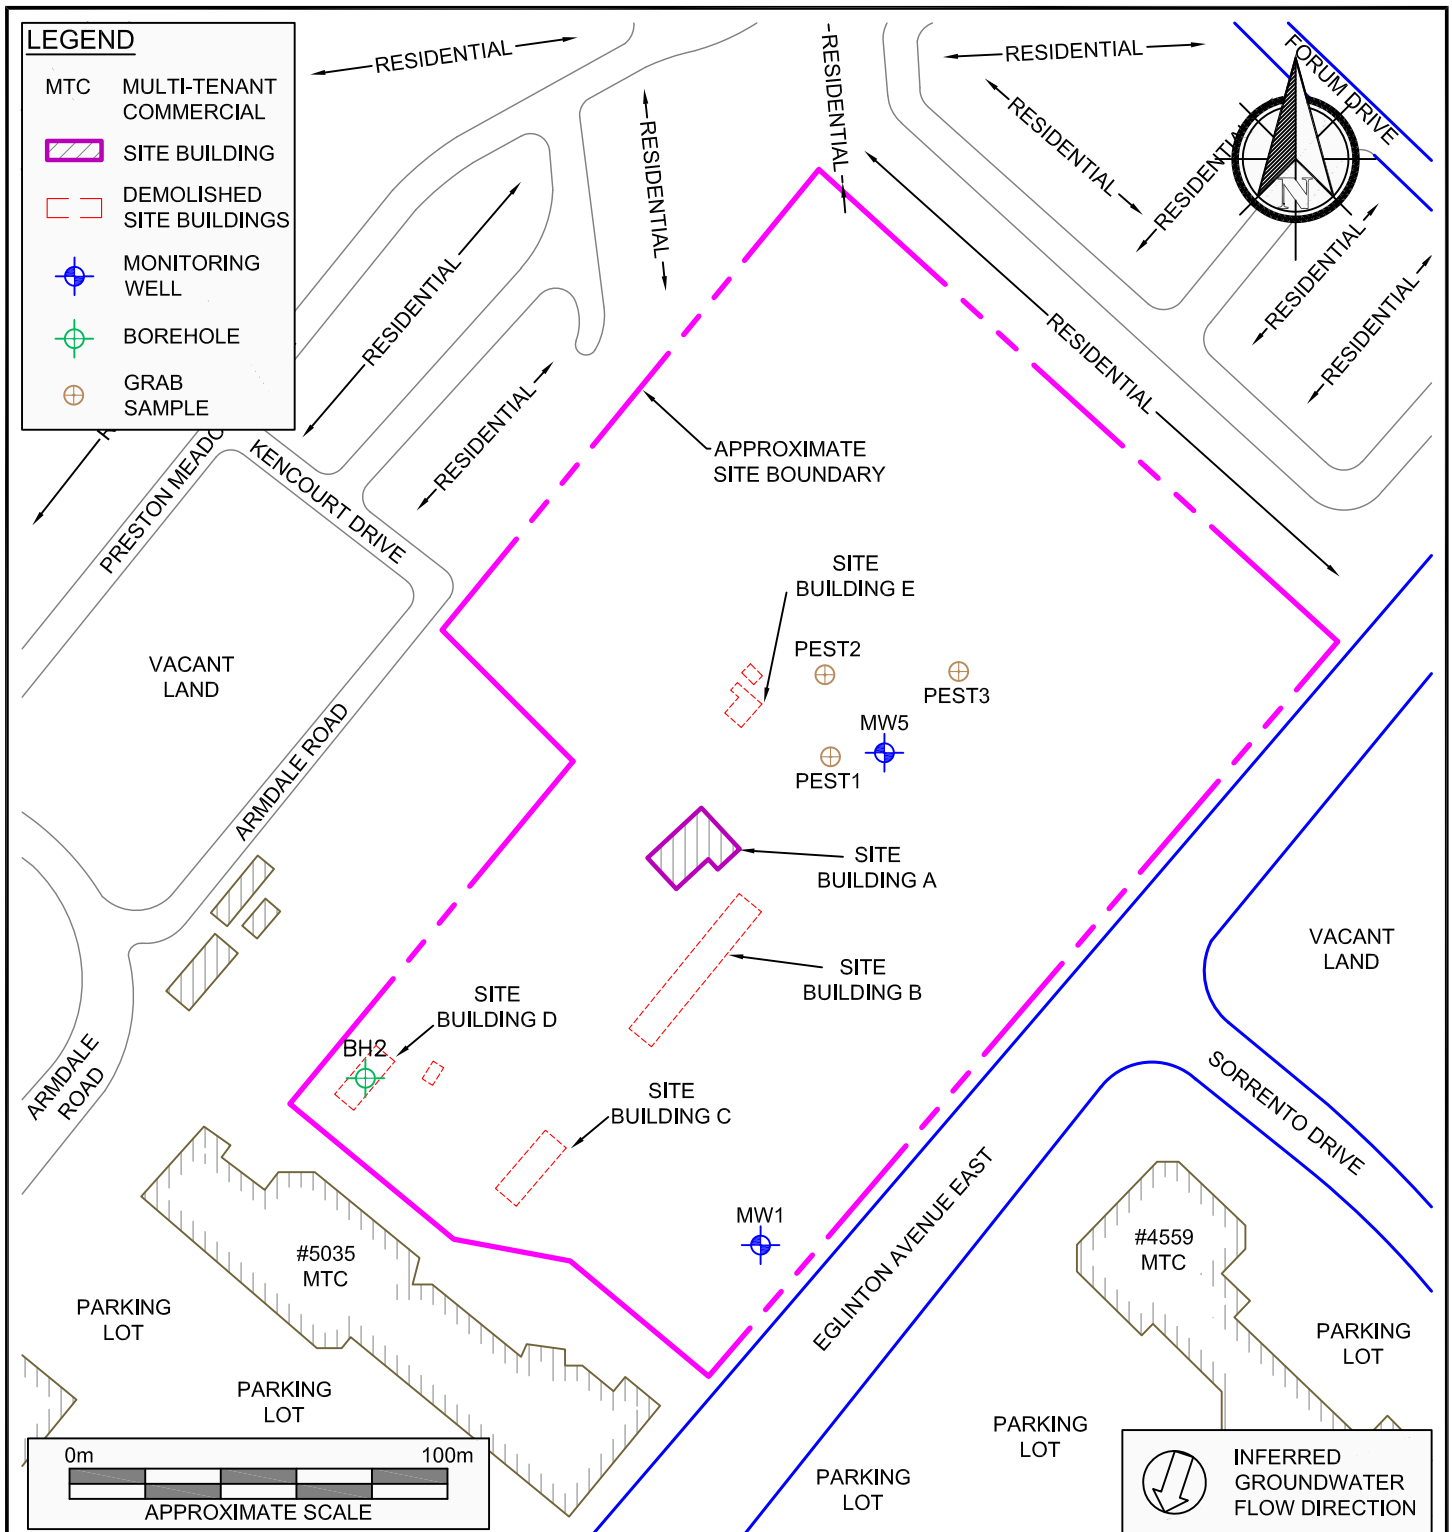 LEGEND
MTC MULTI-TENANT
COMMERCIAL
SITE BUILDING
DEMOLISHED
SITE BUILDINGS
MONITORING
WELL
BOREHOLE
GRAB
SAMPLE
RESIDENTIAL
RESIDENTIAL
RESIDENTIAL
RESIDENTIAL
RESIDENTIAL
RESIDENTIAL
RESIDENTIAL
RESIDENTIAL
RESIDENTIAL
RESIDENTIAL
RESIDENTIAL
RESIDENTIAL
FORUM DRIVE
N
APPROXIMATE
SITE BOUNDARY
KENCOURT DRIVE
PRESTON MEADO
VACANT
LAND
ARMDALE ROAD
SITE
BUILDING E
PEST2
PEST3
MW5
PEST1
SITE
BUILDING A
SITE
BUILDING B
VACANT
LAND
SITE
BUILDING D
BH2
SITE
BUILDING C
ARMDALE
ROAD
SORRENTO DRIVE
MW1
EGLINTON AVENUE EAST
#5035
MTC
#4559
MTC
PARKING
LOT
PARKING
LOT
PARKING
LOT
PARKING
LOT
PARKING
LOT
0m 100m
APPROXIMATE SCALE
INFERRED
GROUNDWATER
FLOW DIRECTION